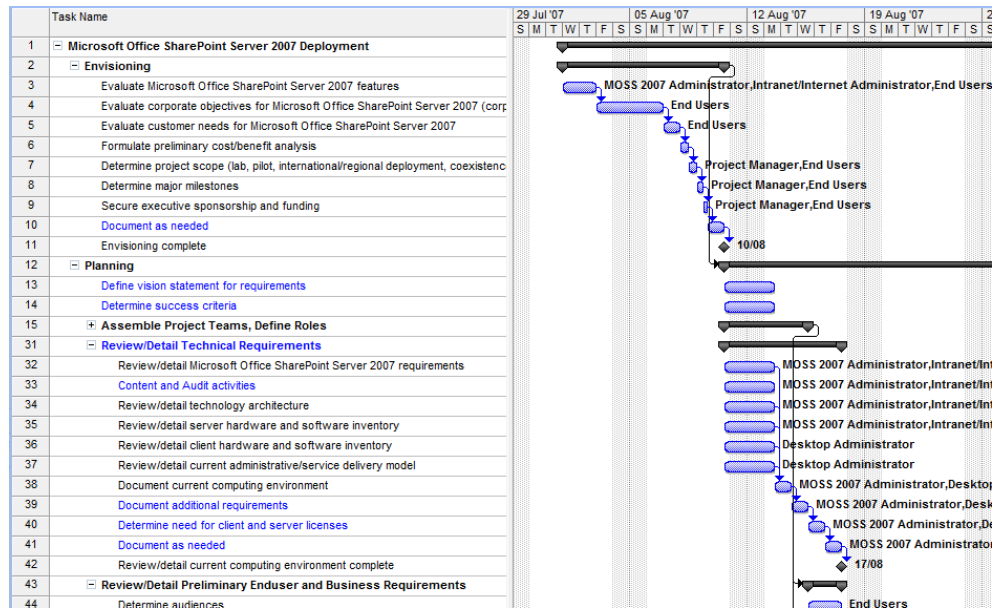 Task Name
29 Jul '07 05 Aug '07 12 Aug '07 19 Aug '07 2
S M T W T F S S M T W T F S S M T W T F S S M T W T F S S
1 Microsoft Office SharePoint Server 2007 Deployment
2 Envisioning
3 Evaluate Microsoft Office SharePoint Server 2007 features MOSS 2007 Administrator,Intranet/Internet Administrator,End Users
4 Evaluate corporate objectives for Microsoft Office SharePoint Server 2007 (corp End Users
5 Evaluate customer needs for Microsoft Office SharePoint Server 2007 End Users
6 Formulate preliminary cost/benefit analysis
7 Determine project scope (lab, pilot, international/regional deployment, coexistenc Project Manager,End Users
8 Determine major milestones Project Manager,End Users
9 Secure executive sponsorship and funding Project Manager,End Users
10 Document as needed
11 Envisioning complete 10/08
12 Planning
13 Define vision statement for requirements
14 Determine success criteria
15 Assemble Project Teams, Define Roles
31 Review/Detail Technical Requirements
32 Review/detail Microsoft Office SharePoint Server 2007 requirements MOSS 2007 Administrator,Intranet/Int
33 Content and Audit activities MOSS 2007 Administrator,Intranet/Int
34 Review/detail technology architecture MOSS 2007 Administrator,Intranet/Int
35 Review/detail server hardware and software inventory MOSS 2007 Administrator,Intranet/Int
36 Review/detail client hardware and software inventory Desktop Administrator
37 Review/detail current administrative/service delivery model Desktop Administrator
38 Document current computing environment MOSS 2007 Administrator,Desktop
39 Document additional requirements MOSS 2007 Administrator,Desk
40 Determine need for client and server licenses MOSS 2007 Administrator,De
41 Document as needed MOSS 2007 Administrator
42 Review/detail current computing environment complete 17/08
43 Review/Detail Preliminary Enduser and Business Requirements
44 Determine audiences End Users